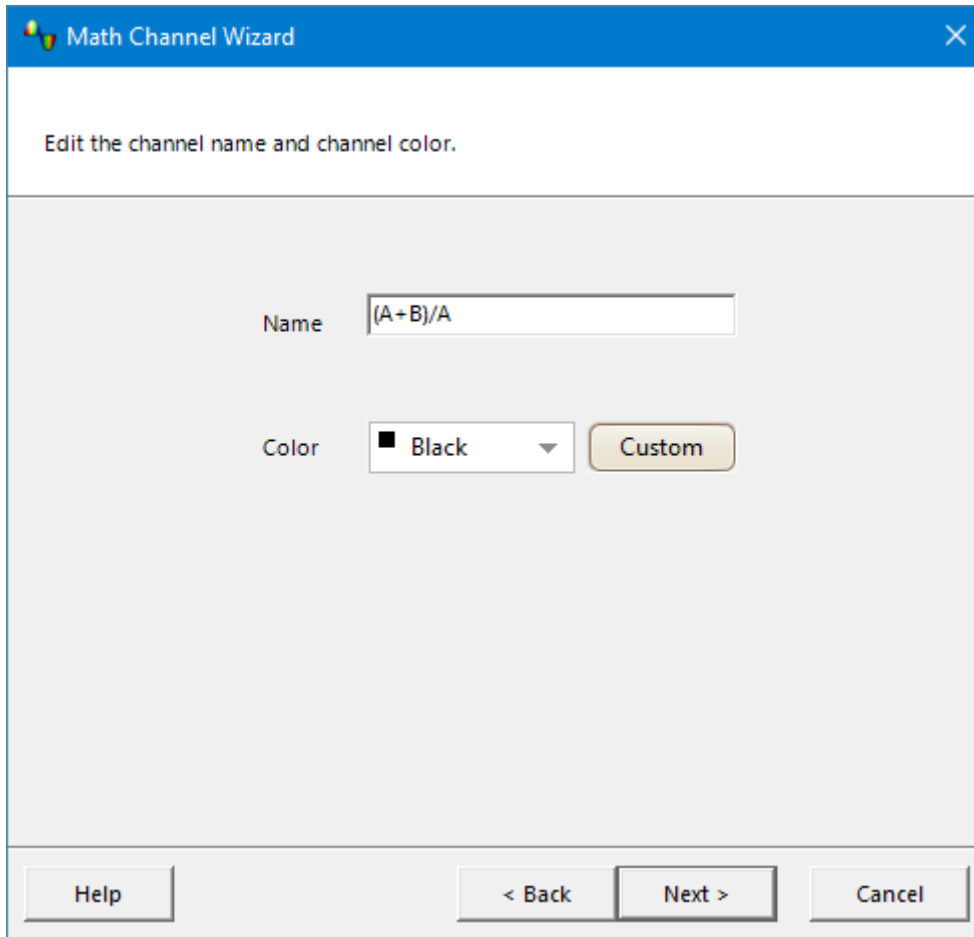 Math Channel Wizard
Edit the channel name and channel color.
Name
(A+B)/A
Color
Black
Custom
Help
< Back
Next >
Cancel